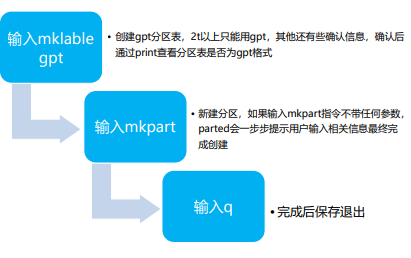 输入mklable
gpt
• 创建gpt分区表，2t以上只能用gpt，其他还有些确认信息，确认后
通过print查看分区表是否为gpt格式
输入mkpart
• 新建分区，如果输入mkpart指令不带任何参数，
parted会一步步提示用户输入相关信息最终完
成创建
输入q
• 完成后保存退出